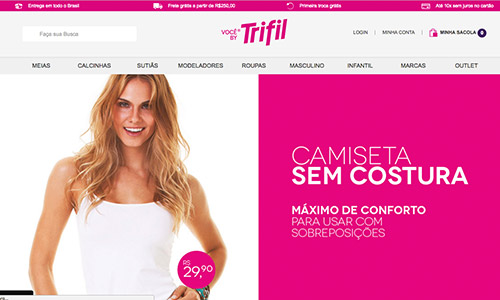 Entrega em todo o Brasil
Frete grátis a partir de R$250,00
Primeira troca grátis
Até 10x sem juros no cartão
Faça sua Busca
VOCÊ+ BY Trifil
LOGIN | MINHA CONTA | MINHA SACOLA 0
MEIAS CALCINHAS SUTIÃS MODELADORES ROUPAS MASCULINO INFANTIL MARCAS OUTLET
CAMISETA
SEM COSTURA
MÁXIMO DE CONFORTO
PARA USAR COM
SOBREPOSIÇÕES
R$
29,90